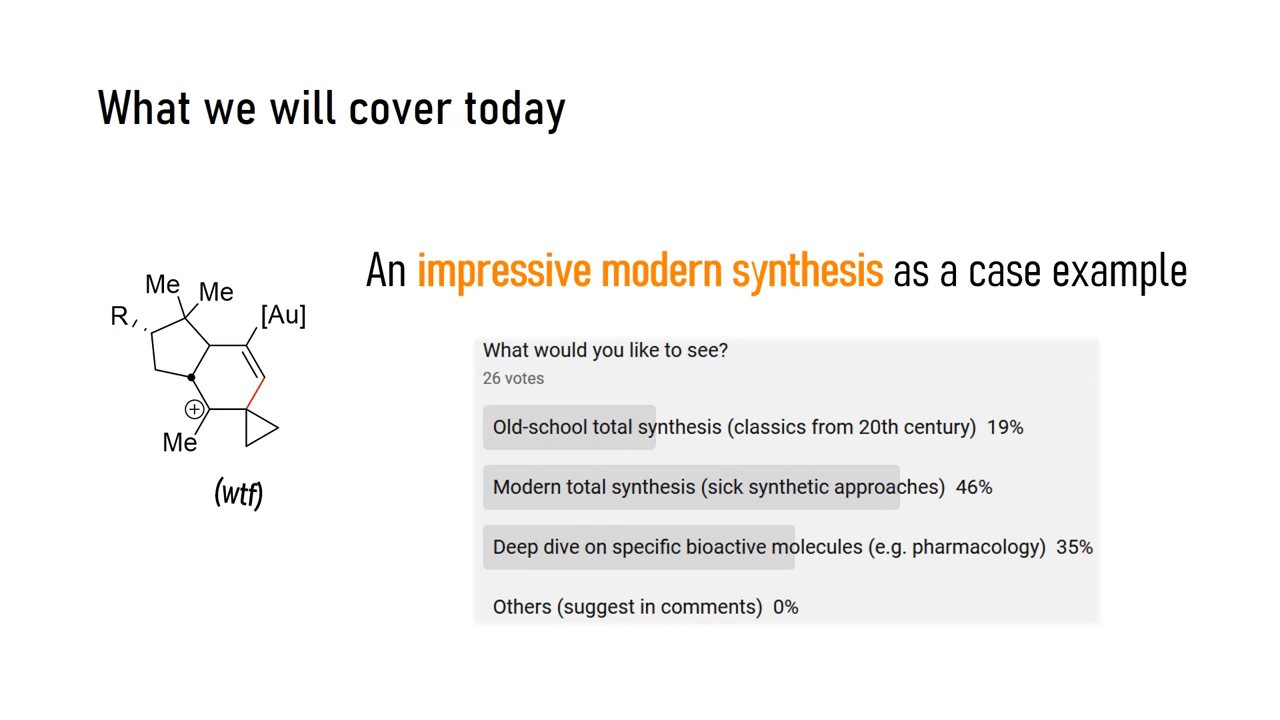 What we will cover today
An impressive modern synthesis as a case example
Me
Me
R
[Au]
+
Me
(wtf)
What would you like to see?
26 votes
Old-school total synthesis (classics from 20th century) 19%
Modern total synthesis (sick synthetic approaches) 46%
Deep dive on specific bioactive molecules (e.g. pharmacology) 35%
Others (suggest in comments) 0%